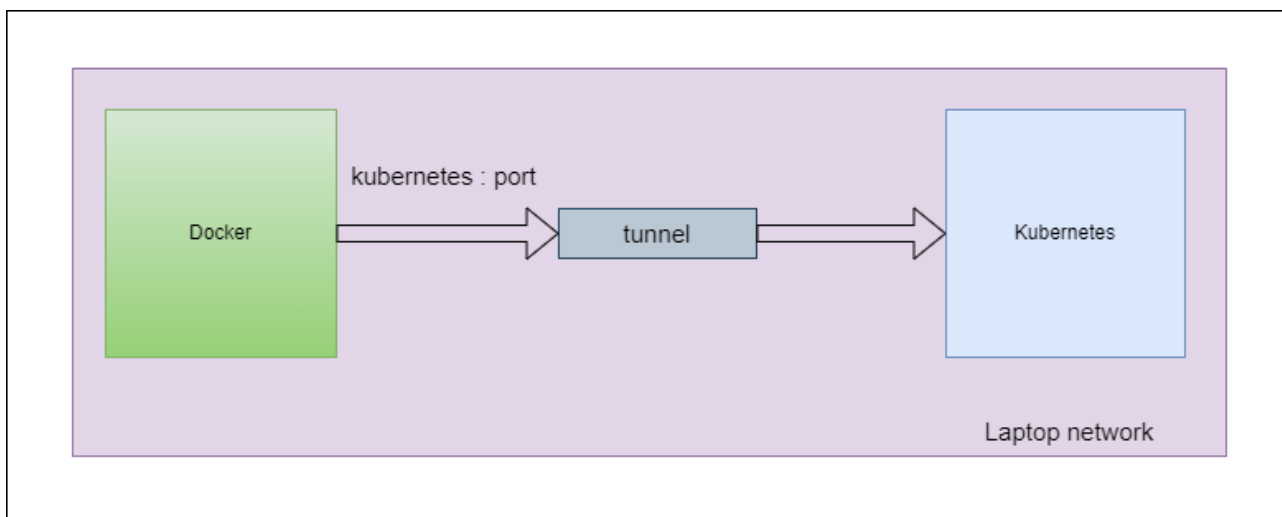 kubernetes : port
Docker
tunnel
Kubernetes
Laptop network